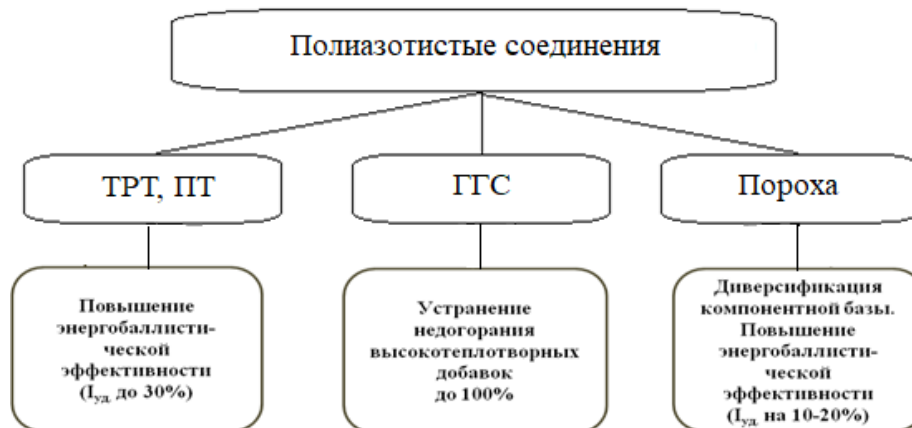 Полиазотистые соединения
ТРТ, ПТ
ГГС
Пороха
Повышение
энергобаллисти-
ческой
эффективности
(Iуд. до 30%)
Устранение
недогорания
высокотеплотворных
добавок
до 100%
Диверсификация
компонентной базы.
Повышение
энергобаллисти-
ческой
эффективности
(Iуд. на 10-20%)